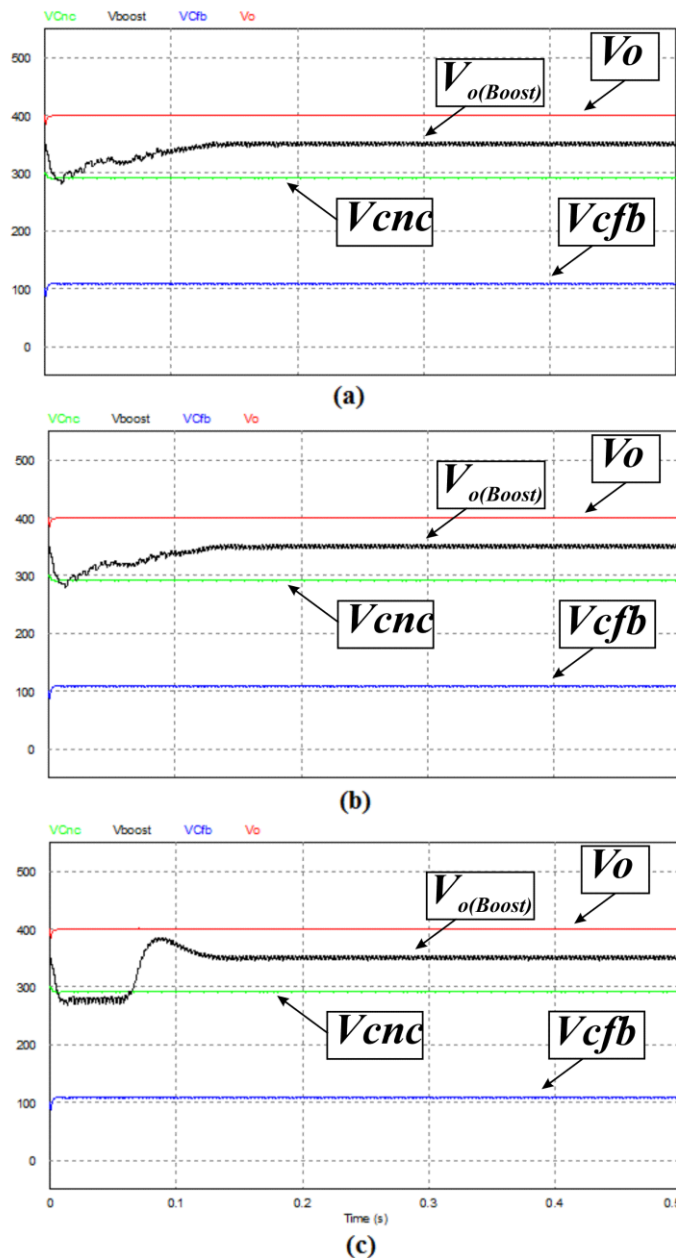 VCnc Vboost VCfb Vo
500
400
300
200
100
0
Vo
Vo(Boost)
Vcnc
Vcfb
(a)
VCnc Vboost VCfb Vo
500
400
300
200
100
0
Vo
Vo(Boost)
Vcnc
Vcfb
(b)
VCnc Vboost VCfb Vo
500
400
300
200
100
0
Vo
Vo(Boost)
Vcnc
Vcfb
0 0.1 0.2 0.3 0.4 0.5
Time (s)
(c)